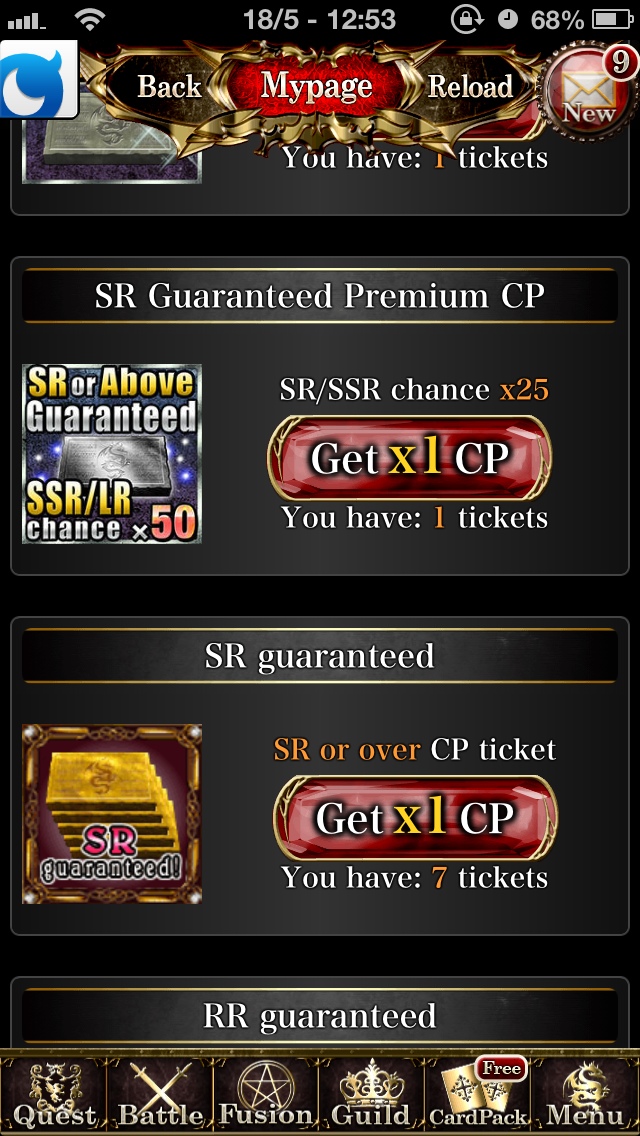 18/5 - 12:53
68%
Back
Mypage
Reload
9
New
You have: 1 tickets
SR Guaranteed Premium CP
SR or Above
Guaranteed
SSR/LR
chance x50
SR/SSR chance x25
Get x1 CP
You have: 1 tickets
SR guaranteed
SR
guaranteed!
SR or over CP ticket
Get x1 CP
You have: 7 tickets
RR guaranteed
Quest
Battle
Fusion
Guild
Free
CardPack
Menu